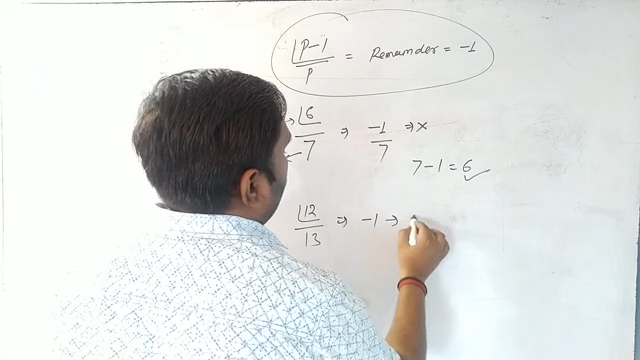 ⌊P-1/P = Remainder = -1
⌊6/7 ⇒ -1/7 ⇒ x
7-1=6 ✓
⌊12/13 ⇒ -1 →